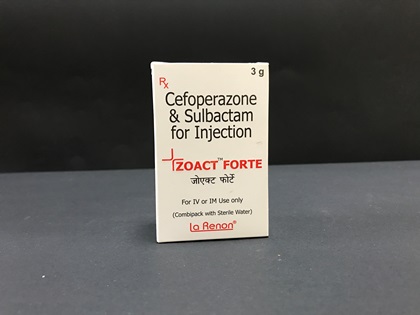 3 g
Rx
Cefoperazone
& Sulbactam
for Injection
ZOACT™ FORTE
जोएक्ट फोर्टे
For IV or IM Use only
(Combipack with Sterile Water)
La Renon®